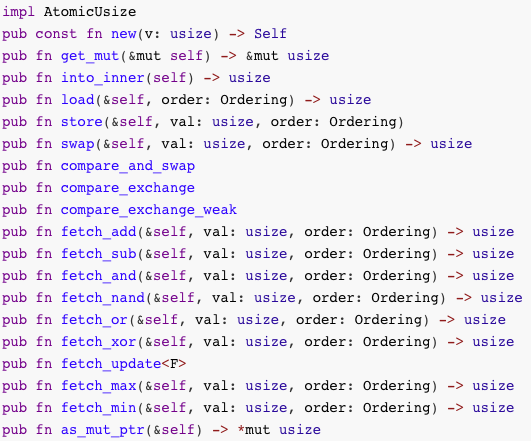 impl AtomicUsize
pub const fn new(v: usize) -> Self
pub fn get_mut(&mut self) -> &mut usize
pub fn into_inner(self) -> usize
pub fn load(&self, order: Ordering) -> usize
pub fn store(&self, val: usize, order: Ordering)
pub fn swap(&self, val: usize, order: Ordering) -> usize
pub fn compare_and_swap
pub fn compare_exchange
pub fn compare_exchange_weak
pub fn fetch_add(&self, val: usize, order: Ordering) -> usize
pub fn fetch_sub(&self, val: usize, order: Ordering) -> usize
pub fn fetch_and(&self, val: usize, order: Ordering) -> usize
pub fn fetch_nand(&self, val: usize, order: Ordering) -> usize
pub fn fetch_or(&self, val: usize, order: Ordering) -> usize
pub fn fetch_xor(&self, val: usize, order: Ordering) -> usize
pub fn fetch_update<F>
pub fn fetch_max(&self, val: usize, order: Ordering) -> usize
pub fn fetch_min(&self, val: usize, order: Ordering) -> usize
pub fn as_mut_ptr(&self) -> *mut usize